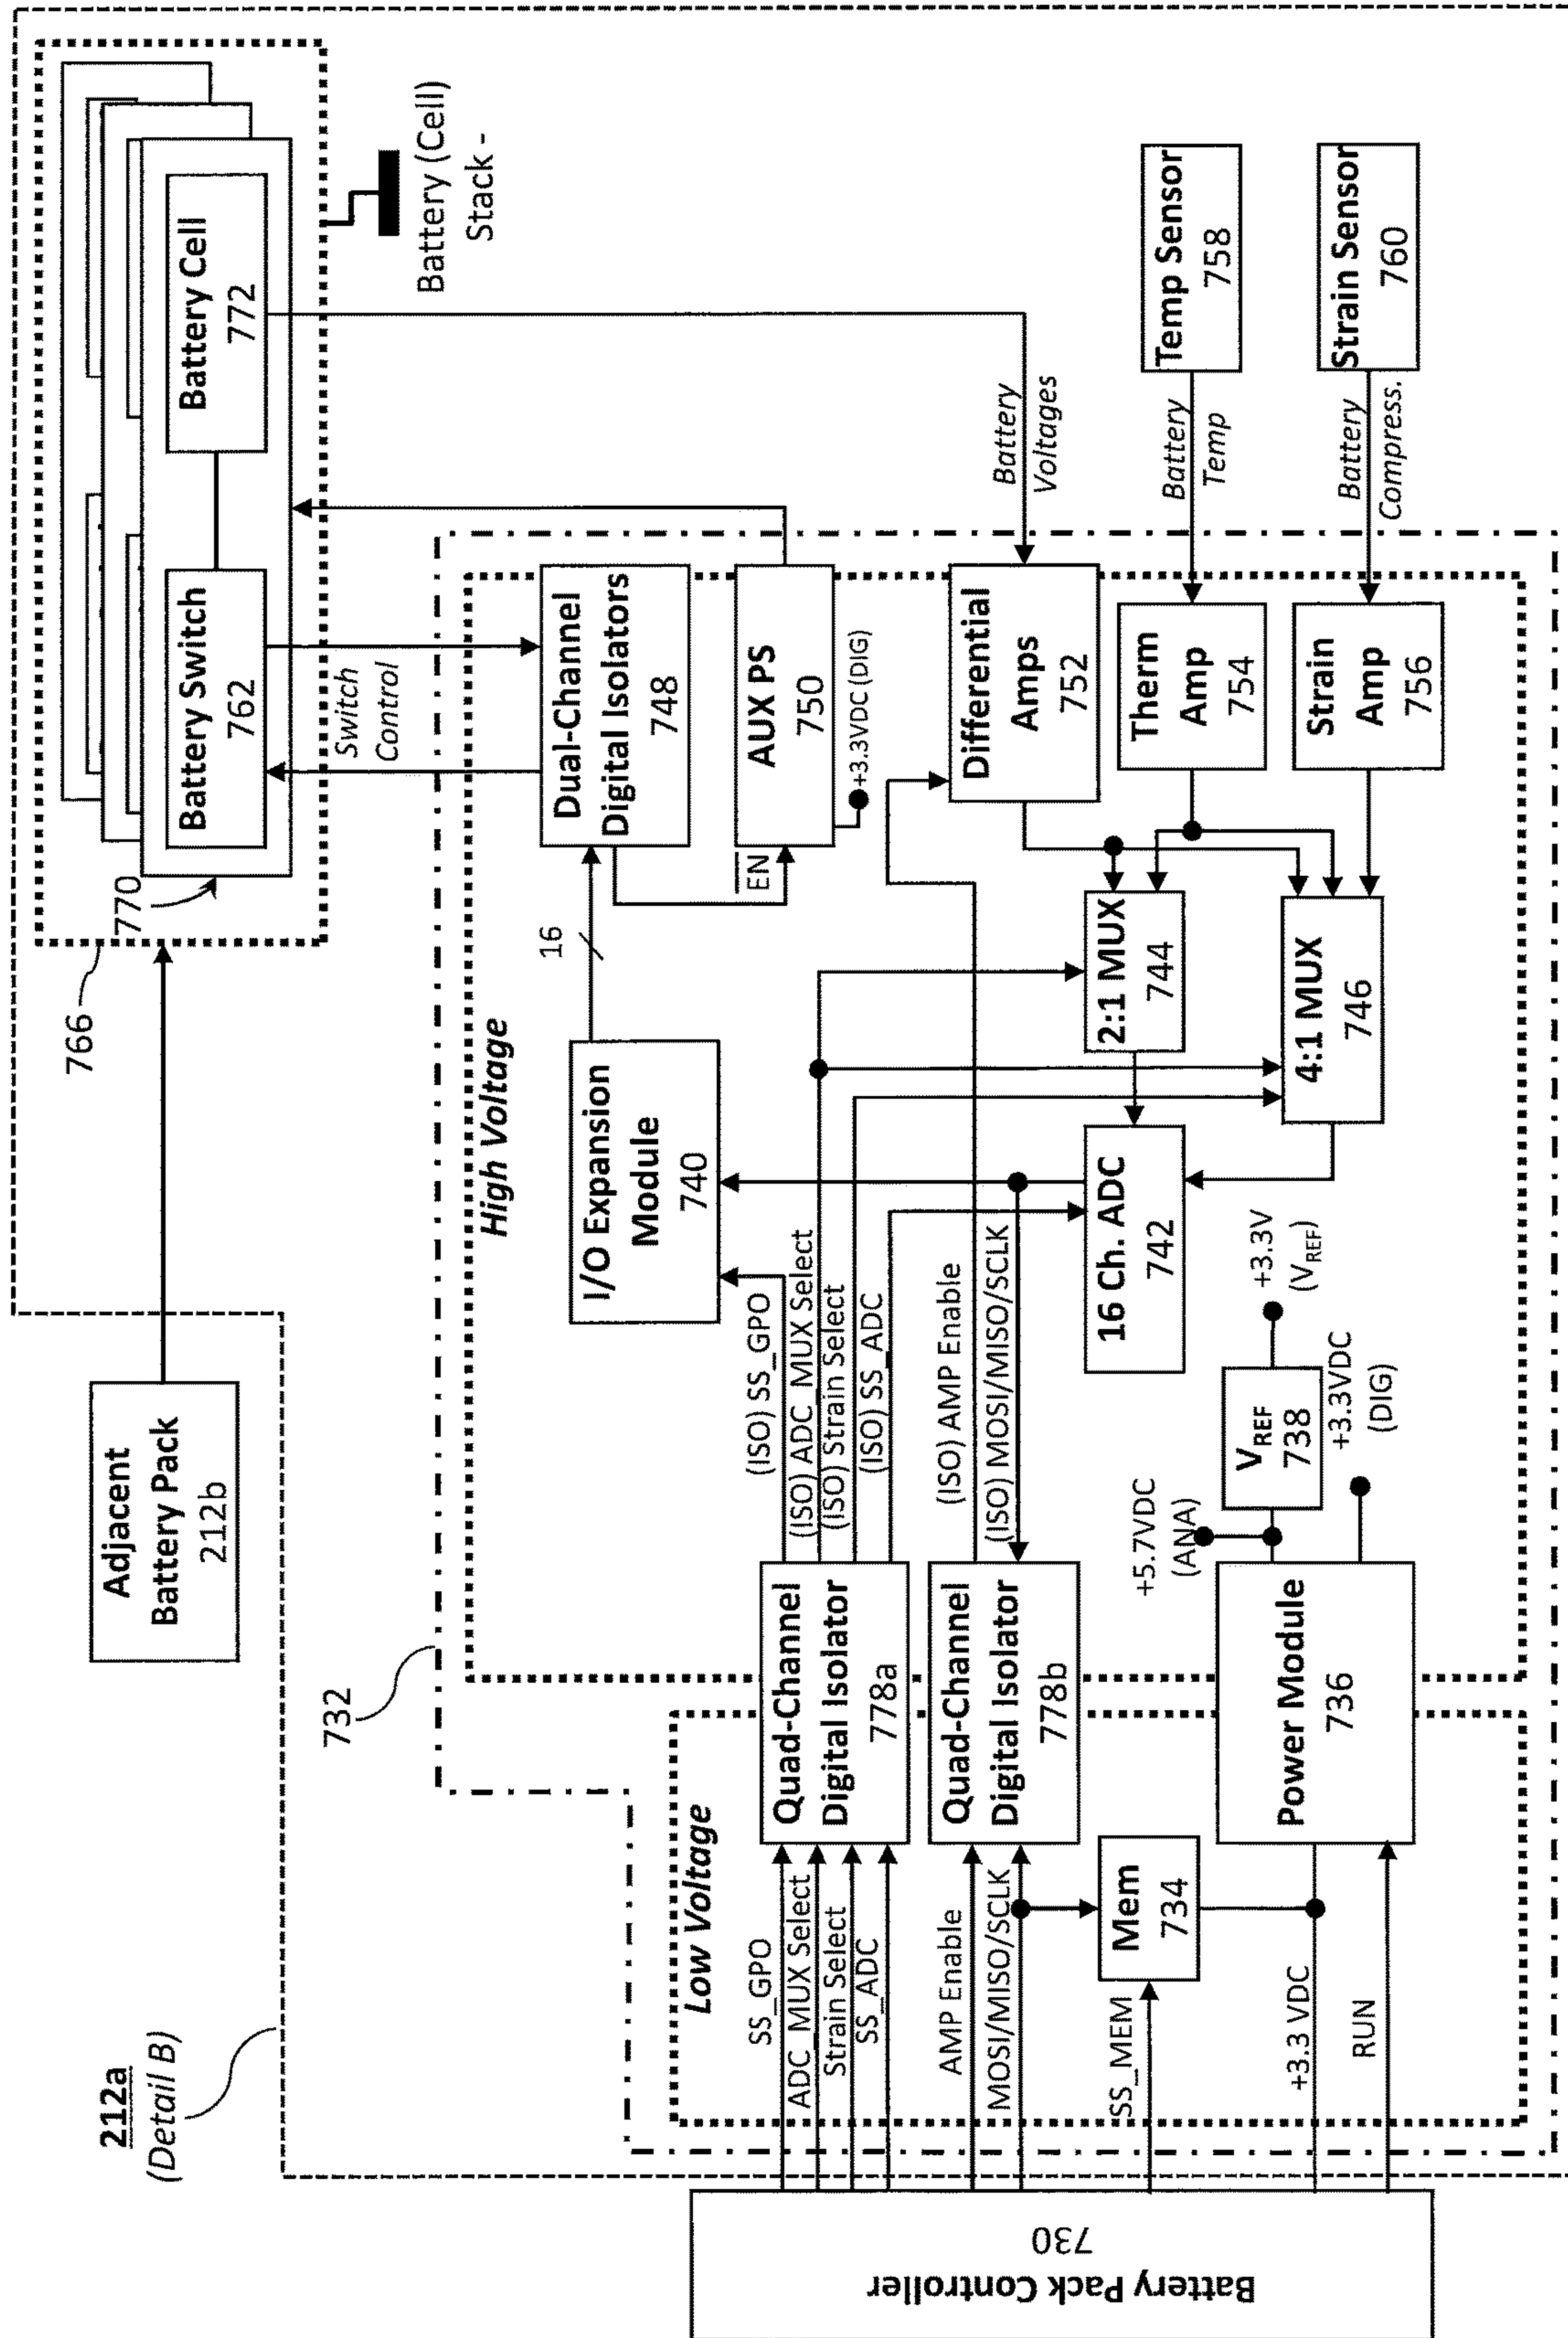 212a
(Detail B)
Battery Pack Controller
730
Adjacent
Battery Pack
212b
766
770
Battery Switch
762
Battery Cell
772
Battery (Cell)
Stack -
732
Low Voltage
High Voltage
SS_GPO
ADC_MUX Select
Strain Select
SS_ADC
AMP Enable
MOSI/MISO/SCLK
SS_MEM
+3.3 VDC
RUN
Mem
734
Quad-Channel
Digital Isolator
778a
Quad-Channel
Digital Isolator
778b
Power Module
736
(ISO) SS_GPO
(ISO) ADC_MUX Select
(ISO) Strain Select
(ISO) SS_ADC
(ISO) AMP Enable
(ISO) MOSI/MISO/SCLK
+5.7VDC
(ANA)
VREF
738
+3.3V
(VREF)
+3.3VDC
(DIG)
I/O Expansion
Module
740
16
16 Ch. ADC
742
2:1 MUX
744
4:1 MUX
746
Switch
Control
Dual-Channel
Digital Isolators
748
EN
AUX PS
750
+3.3VDC (DIG)
Differential
Amps
752
Therm
Amp
754
Strain
Amp
756
Battery
Voltages
Battery
Temp
Battery
Compress.
Temp Sensor
758
Strain Sensor
760